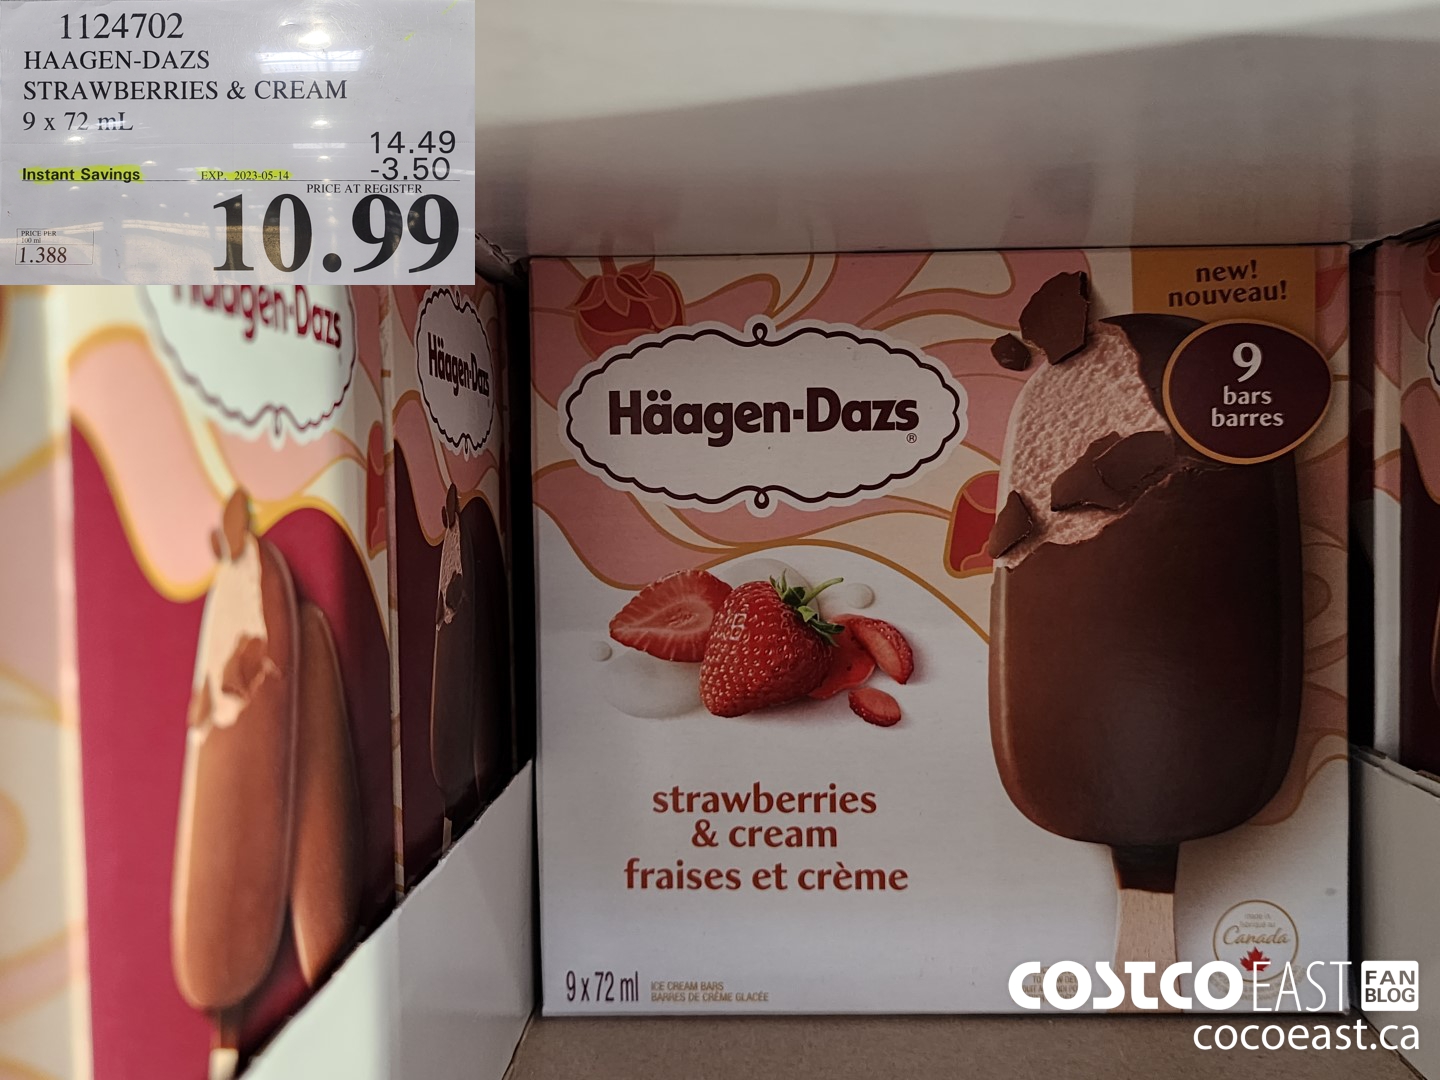 1124702
HAAGEN-DAZS
STRAWBERRIES & CREAM
9 x 72 mL
14.49
Instant Savings EXP. 2023-05-14 -3.50
PRICE AT REGISTER
10.99
PRICE PER
100 ml
1.388
Häagen-Dazs
Häagen-Dazs
new!
nouveau!
Häagen-Dazs®
9
bars
barres
strawberries
& cream
fraises et crème
made in
Canada
9 x 72 ml
ICE CREAM BARS
BARRES DE CRÈME GLACÉE
COSTCO EAST FAN BLOG
cocoeast.ca